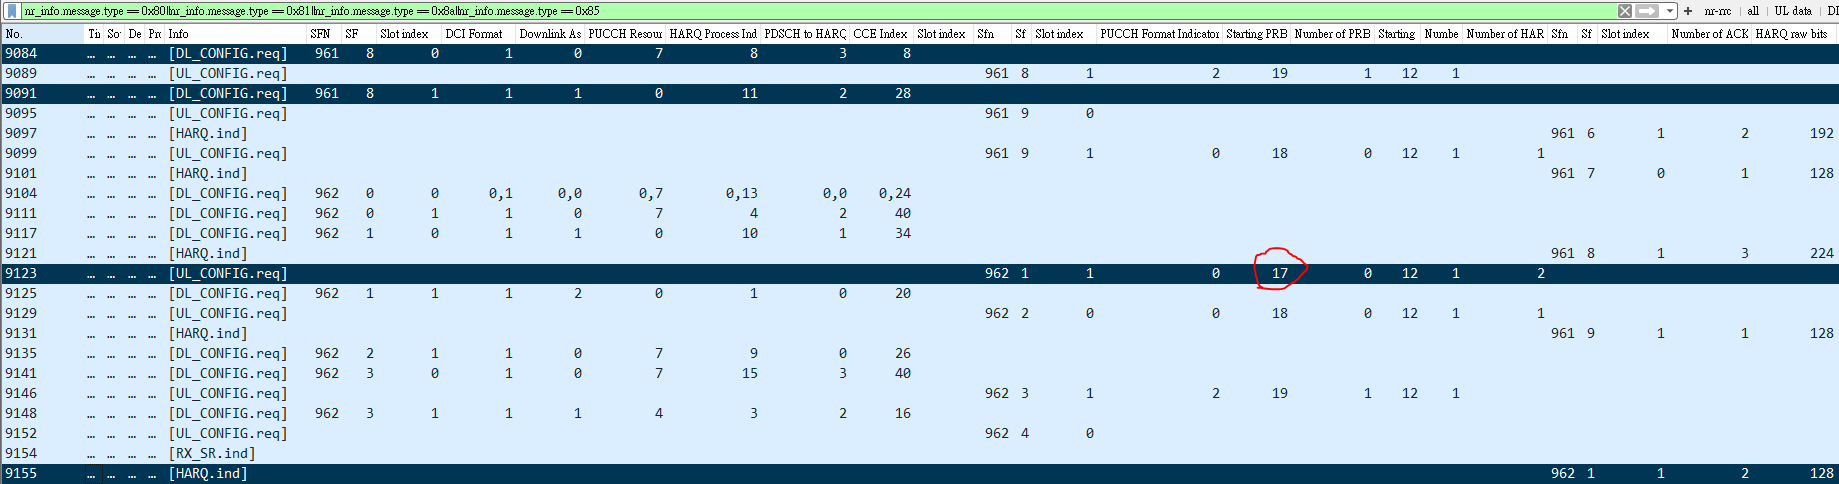 nr_info.message.type == 0x80||nr_info.message.type == 0x81||nr_info.message.type == 0x8a||nr_info.message.type == 0x85 + nr-rrc | all | UL data | DL
No. Ti So De Pr Info SFN SF Slot index DCI Format Downlink As PUCCH Resour HARQ Process Ind PDSCH to HARQ CCE Index Slot index Sfn Sf Slot index PUCCH Format Indicator Starting PRB Number of PRB Starting Numbe Number of HAR Sfn Sf Slot index Number of ACK HARQ raw bits
9084 … … … … [DL_CONFIG.req] 961 8 0 1 0 7 8 3 8
9089 … … … … [UL_CONFIG.req] 961 8 1 2 19 1 12 1
9091 … … … … [DL_CONFIG.req] 961 8 1 1 1 0 11 2 28
9095 … … … … [UL_CONFIG.req] 961 9 0
9097 … … … … [HARQ.ind] 961 6 1 2 192
9099 … … … … [UL_CONFIG.req] 961 9 1 0 18 0 12 1 1
9101 … … … … [HARQ.ind] 961 7 0 1 128
9104 … … … … [DL_CONFIG.req] 962 0 0 0,1 0,0 0,7 0,13 0,0 0,24
9111 … … … … [DL_CONFIG.req] 962 0 1 1 0 7 4 2 40
9117 … … … … [DL_CONFIG.req] 962 1 0 1 1 0 10 1 34
9121 … … … … [HARQ.ind] 961 8 1 3 224
9123 … … … … [UL_CONFIG.req] 962 1 1 0 17 0 12 1 2
9125 … … … … [DL_CONFIG.req] 962 1 1 1 2 0 1 0 20
9129 … … … … [UL_CONFIG.req] 962 2 0 0 18 0 12 1 1
9131 … … … … [HARQ.ind] 961 9 1 1 128
9135 … … … … [DL_CONFIG.req] 962 2 1 1 0 7 9 0 26
9141 … … … … [DL_CONFIG.req] 962 3 0 1 0 7 15 3 40
9146 … … … … [UL_CONFIG.req] 962 3 1 2 19 1 12 1
9148 … … … … [DL_CONFIG.req] 962 3 1 1 1 4 3 2 16
9152 … … … … [UL_CONFIG.req] 962 4 0
9154 … … … … [RX_SR.ind]
9155 … … … … [HARQ.ind] 962 1 1 2 128